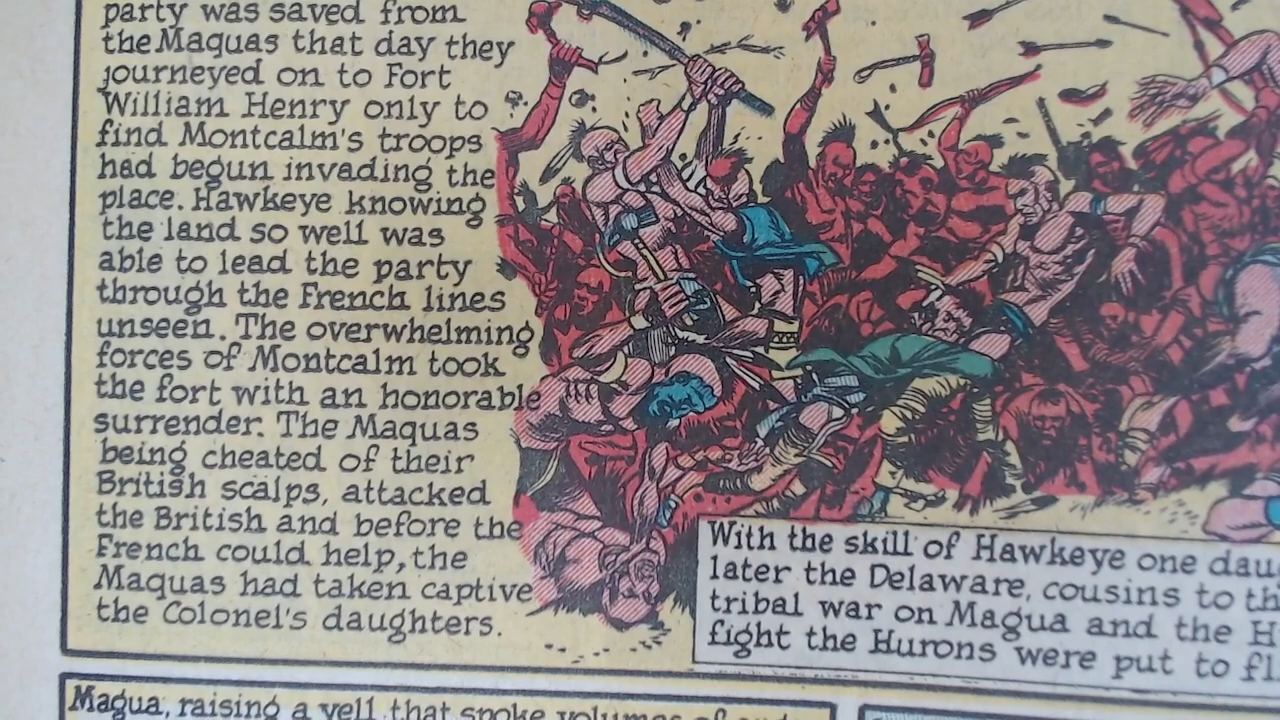 party was saved from
the Maquas that day they
journeyed on to Fort
William Henry only to
find Montcalm's troops
had begun invading the
place. Hawkeye knowing
the land so well was
able to lead the party
through the French lines
unseen. The overwhelming
forces of Montcalm took
the fort with an honorable
surrender. The Maquas
being cheated of their
British scalps, attacked
the British and before the
French could help, the
Maquas had taken captive
the Colonel's daughters.
With the skill of Hawkeye one
later the Delaware, cousins to
tribal war on Magua and the
fight the Hurons were put to
Magua, raising a yell that spoke volumes of